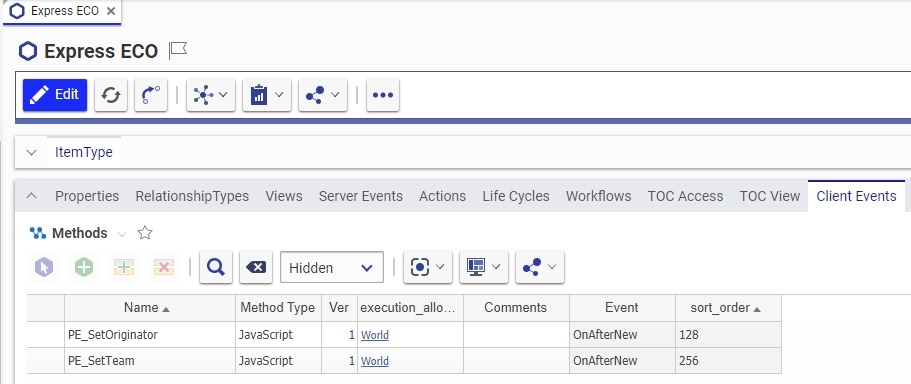 Express ECO
Express ECO
Edit
ItemType
Properties RelationshipTypes Views Server Events Actions Life Cycles Workflows TOC Access TOC View Client Events
Methods
Hidden
Name Method Type Ver execution_allo... Comments Event sort_order
PE_SetOriginator JavaScript 1 World OnAfterNew 128
PE_SetTeam JavaScript 1 World OnAfterNew 256